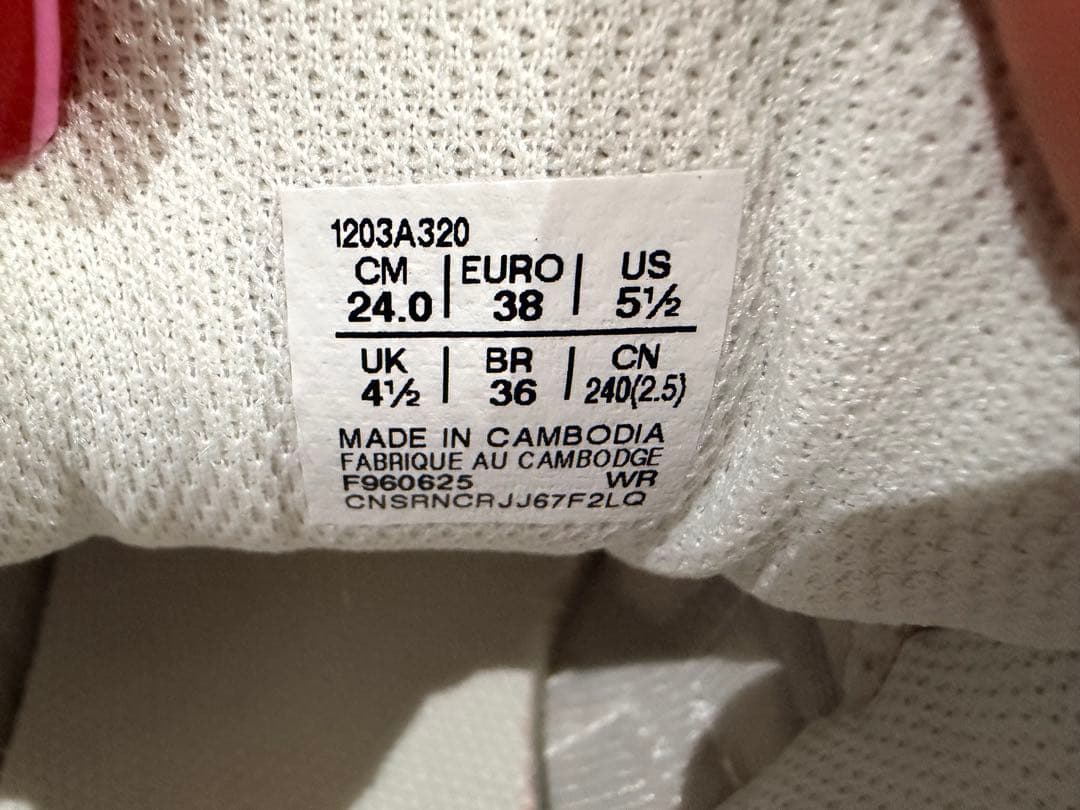 1203A320
CM | EURO | US
24.0 | 38 | 5½
UK | BR | CN
4½ | 36 | 240(2.5)
MADE IN CAMBODIA
FABRIQUE AU CAMBODGE
F960625 WR
CNSRNCRJJ67F2LQ